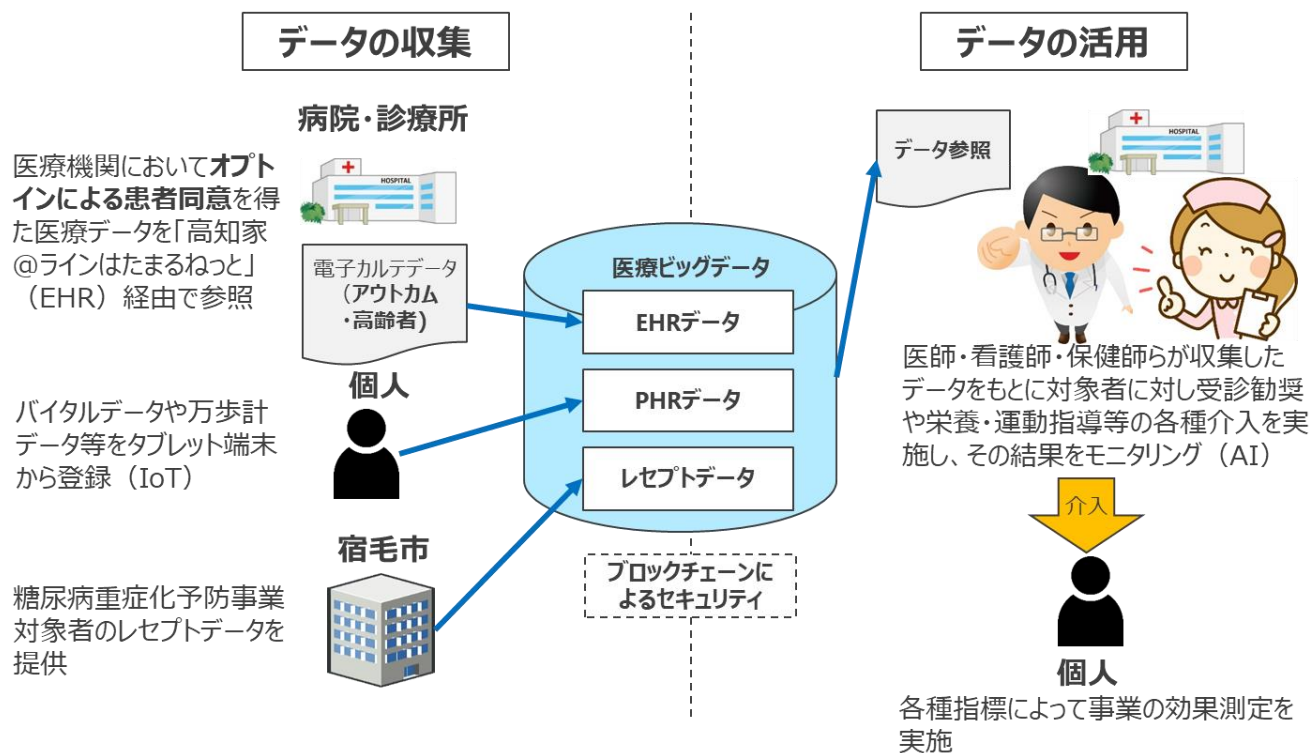 データの収集
病院・診療所
医療機関においてオプト
インによる患者同意を得
た医療データを「高知家
@ラインはたまるねっと」
（EHR）経由で参照
HOSPITAL
電子カルテデータ
（アウトカム
・高齢者)
個人
バイタルデータや万歩計
データ等をタブレット端末
から登録（IoT）
宿毛市
糖尿病重症化予防事業
対象者のレセプトデータを
提供
医療ビッグデータ
EHRデータ
PHRデータ
レセプトデータ
ブロックチェーンに
よるセキュリティ
データの活用
データ参照
HOSPITAL
医師・看護師・保健師らが収集した
データをもとに対象者に対し受診勧奨
や栄養・運動指導等の各種介入を実
施し、その結果をモニタリング（AI）
介入
個人
各種指標によって事業の効果測定を
実施